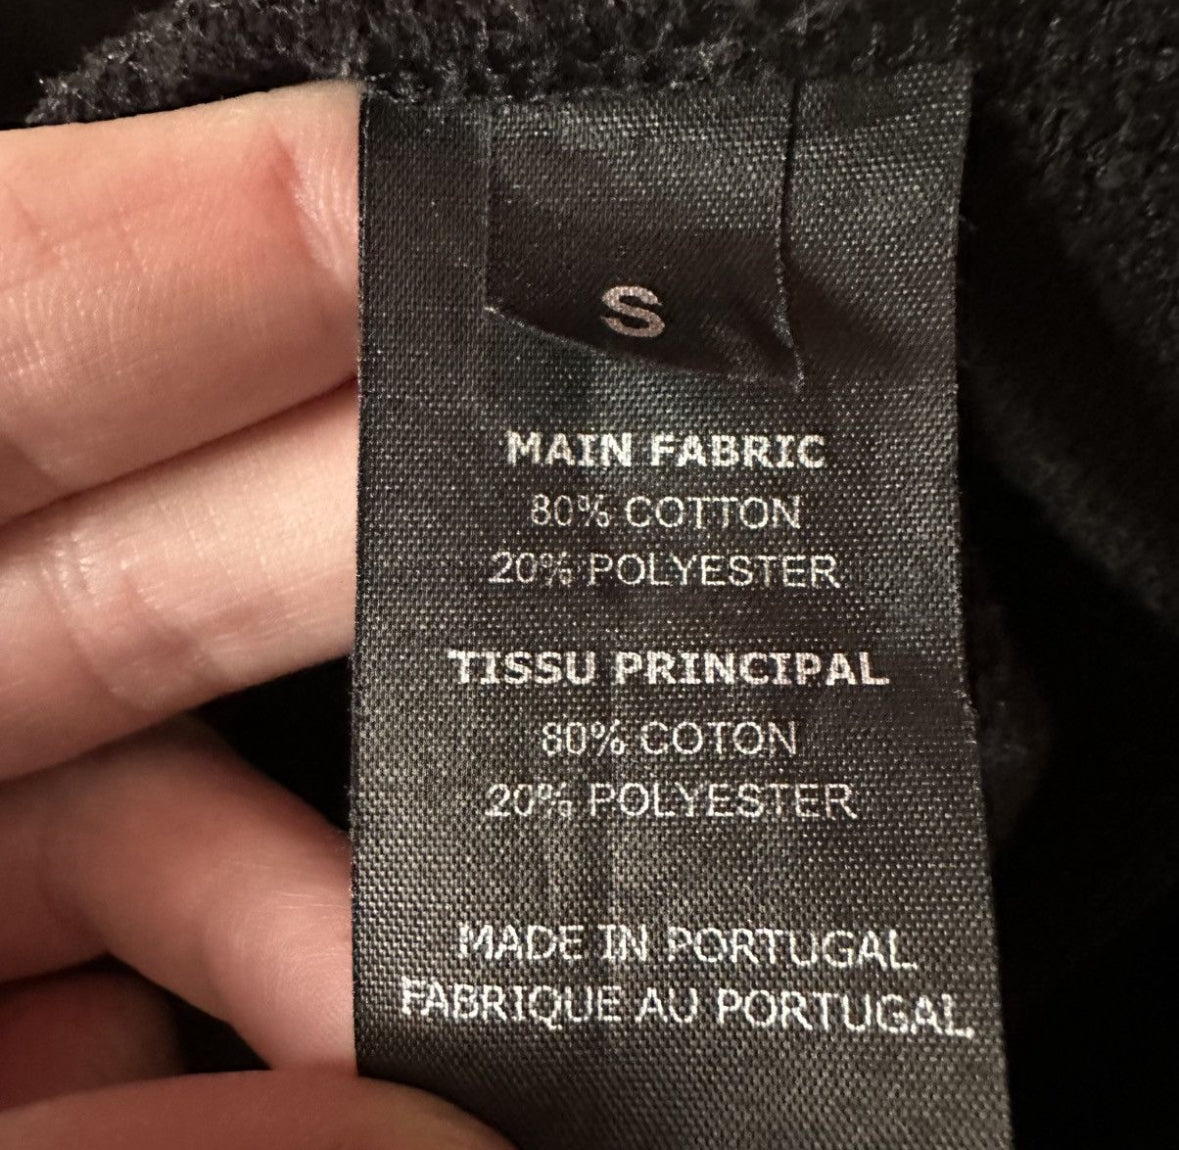 S
MAIN FABRIC
80% COTTON
20% POLYESTER
TISSU PRINCIPAL
80% COTON
20% POLYESTER
MADE IN PORTUGAL
FABRIQUE AU PORTUGAL